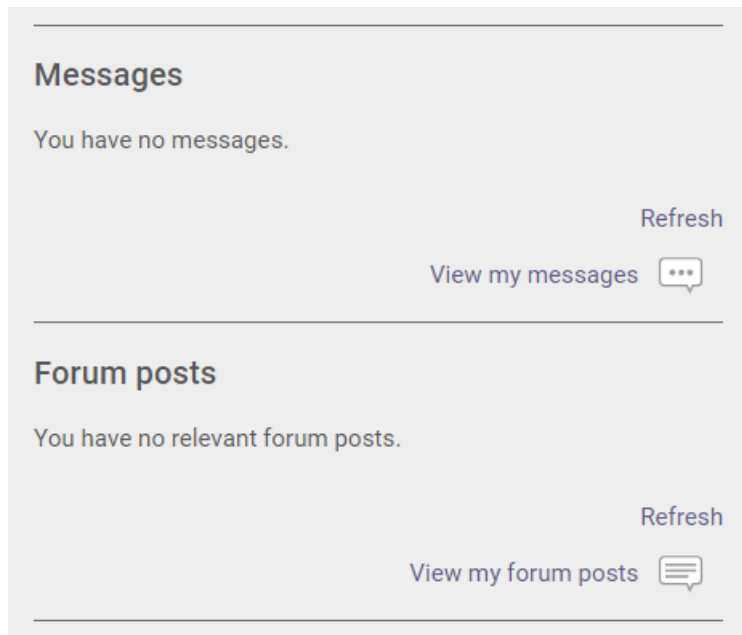 Messages
You have no messages.
Refresh
View my messages
Forum posts
You have no relevant forum posts.
Refresh
View my forum posts